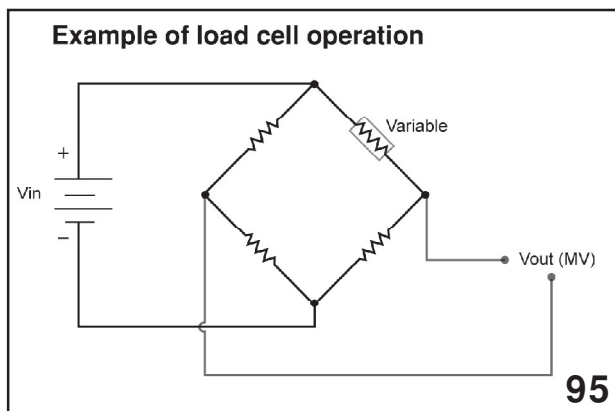 Example of load cell operation
Variable
+
Vin
−
Vout (MV)
95